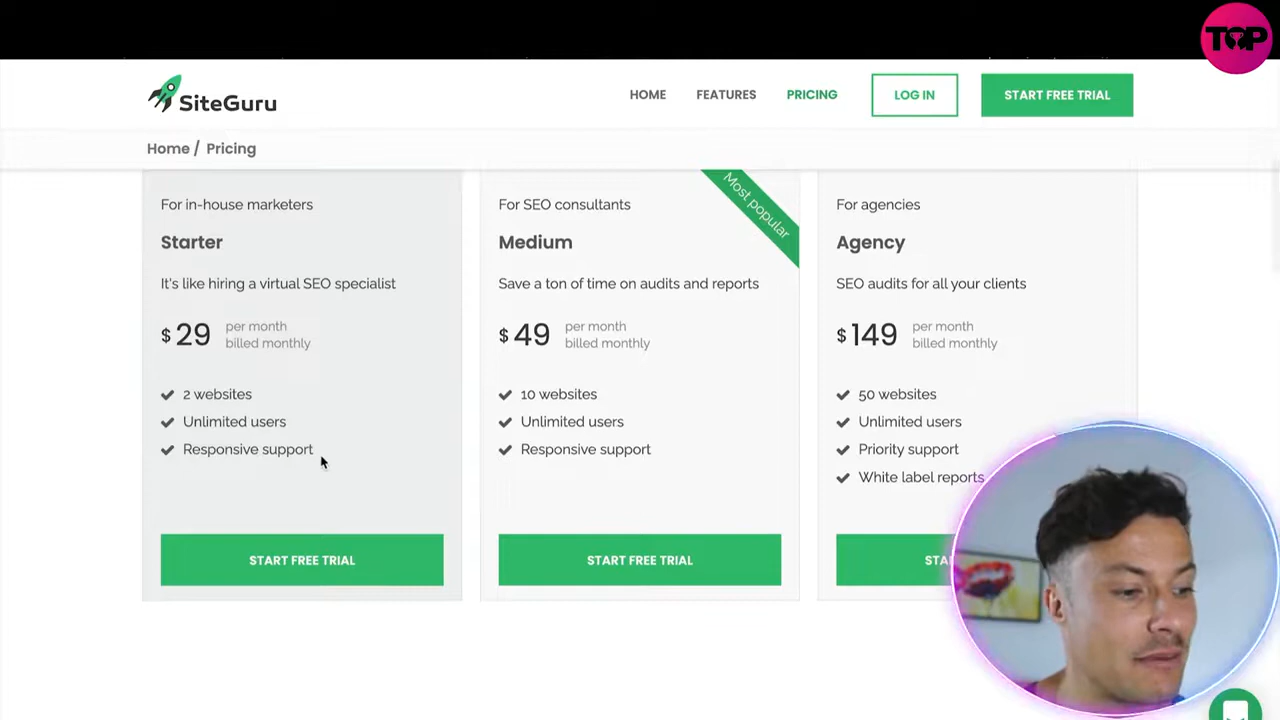 TOP
SiteGuru
HOME
FEATURES
PRICING
LOG IN
START FREE TRIAL
Home / Pricing
For in-house marketers
Starter
It's like hiring a virtual SEO specialist
$ 29 per month
billed monthly
2 websites
Unlimited users
Responsive support
START FREE TRIAL
Most popular
For SEO consultants
Medium
Save a ton of time on audits and reports
$ 49 per month
billed monthly
10 websites
Unlimited users
Responsive support
START FREE TRIAL
For agencies
Agency
SEO audits for all your clients
$ 149 per month
billed monthly
50 websites
Unlimited users
Priority support
White label reports
STA